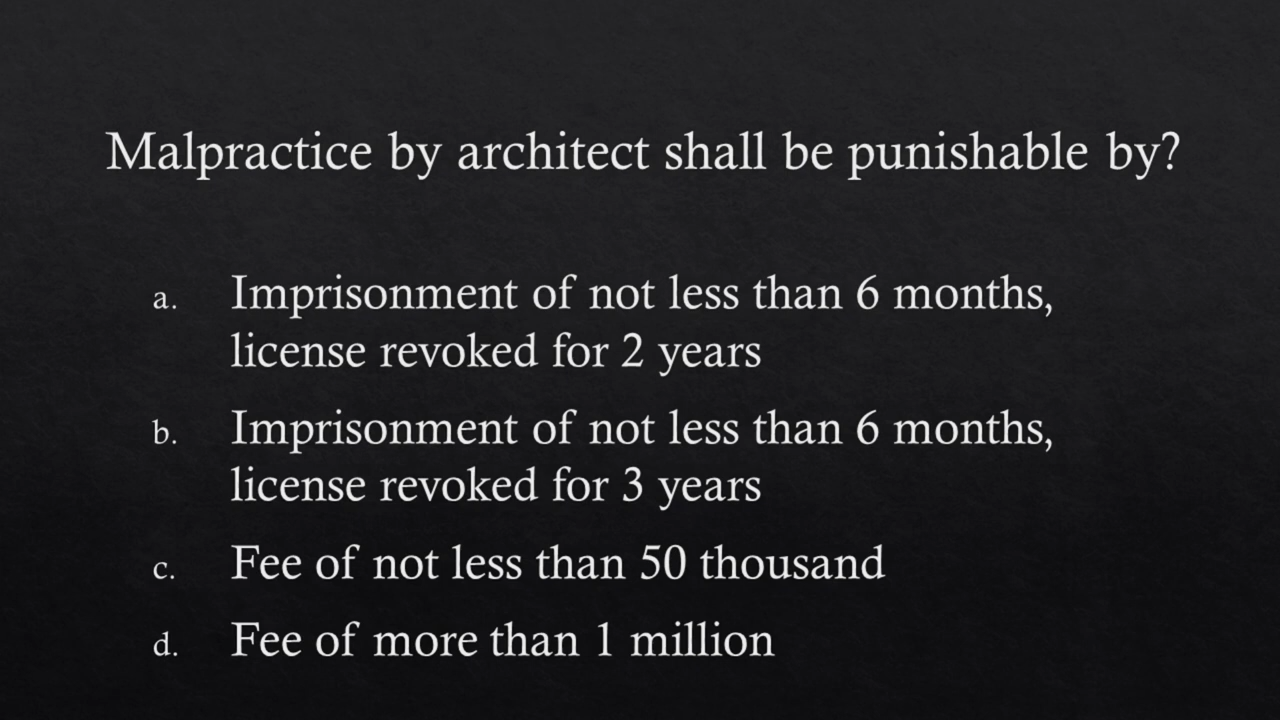 Malpractice by architect shall be punishable by?
a. Imprisonment of not less than 6 months,
license revoked for 2 years
b. Imprisonment of not less than 6 months,
license revoked for 3 years
c. Fee of not less than 50 thousand
d. Fee of more than 1 million